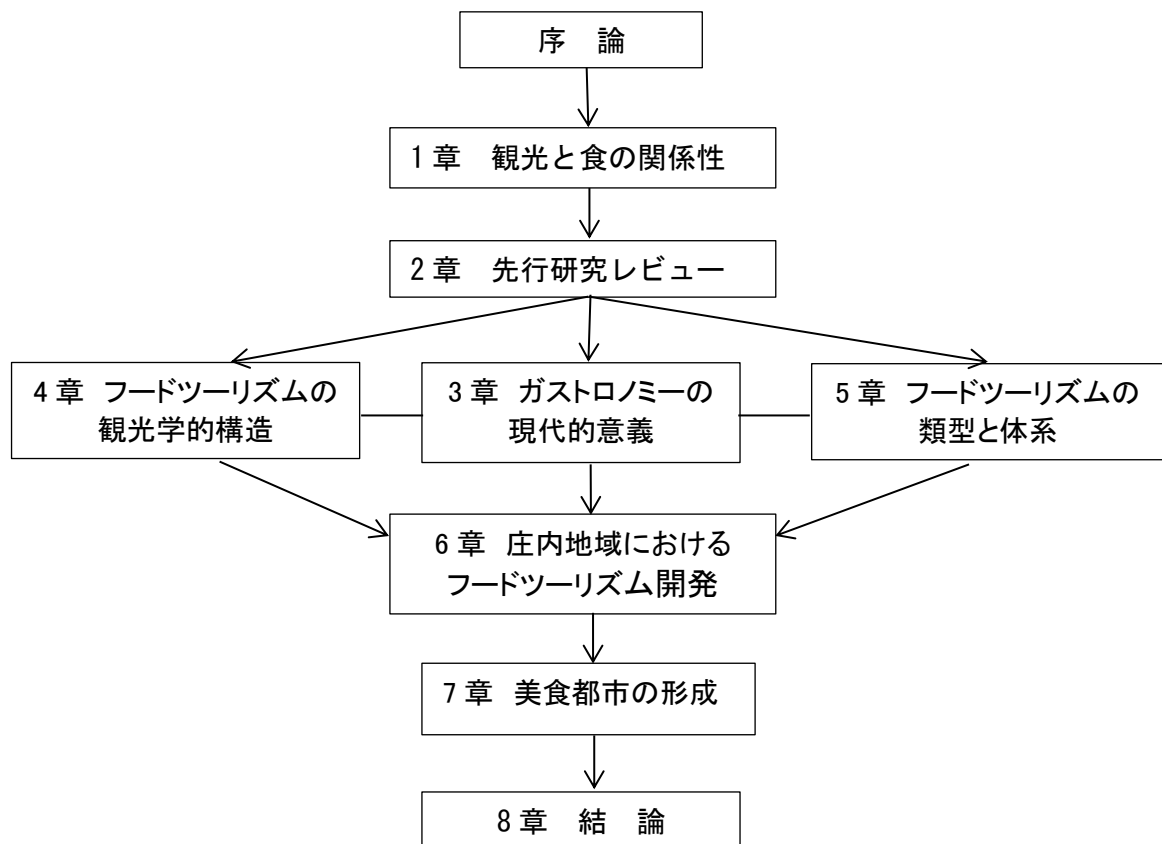 序　論
1章　観光と食の関係性
2章　先行研究レビュー
4章 フードツーリズムの
観光学的構造
3章 ガストロノミーの
現代的意義
5章 フードツーリズムの
類型と体系
6章 庄内地域における
フードツーリズム開発
7章 美食都市の形成
8章　結　論